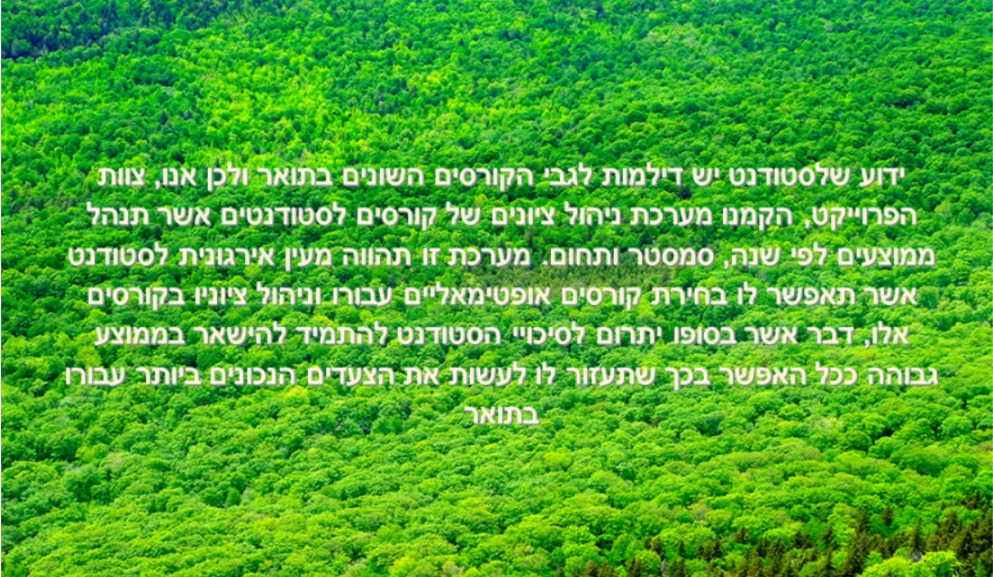 ידוע שלסטודנט יש דילמות לגבי הקורסים השונים בתואר ולכן אנו, צוות
הפרוייקט, הקמנו מערכת ניהול ציונים של קורסים לסטודנטים אשר תנהל
ממוצעים לפי שנה, סמסטר ותחום. מערכת זו תהווה מעין אירגונית לסטודנט
אשר תאפשר לו בחירת קורסים אופטימאליים עבורו וניהול ציוניו בקורסים
אלו, דבר אשר בסופו יתרום לסיכויי הסטודנט להתמיד להישאר בממוצע
גבוהה ככל האפשר בכך שתעזור לו לעשות את הצעדים הנכונים ביותר עבורו
בתואר